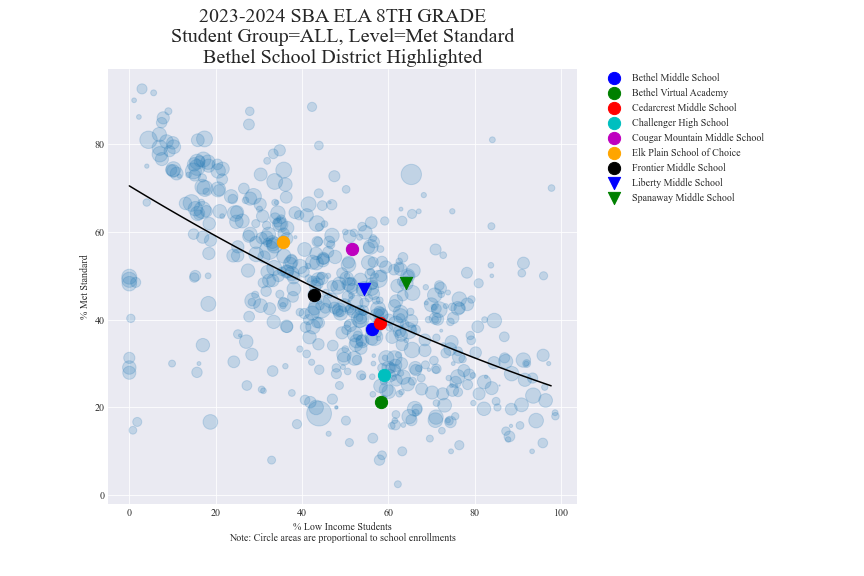 2023-2024 SBA ELA 8TH GRADE
Student Group=ALL, Level=Met Standard
Bethel School District Highlighted
Bethel Middle School
Bethel Virtual Academy
Cedarcrest Middle School
Challenger High School
Cougar Mountain Middle School
Elk Plain School of Choice
Frontier Middle School
Liberty Middle School
Spanaway Middle School
% Met Standard
80
60
40
20
0
0 20 40 60 80 100
% Low Income Students
Note: Circle areas are proportional to school enrollments